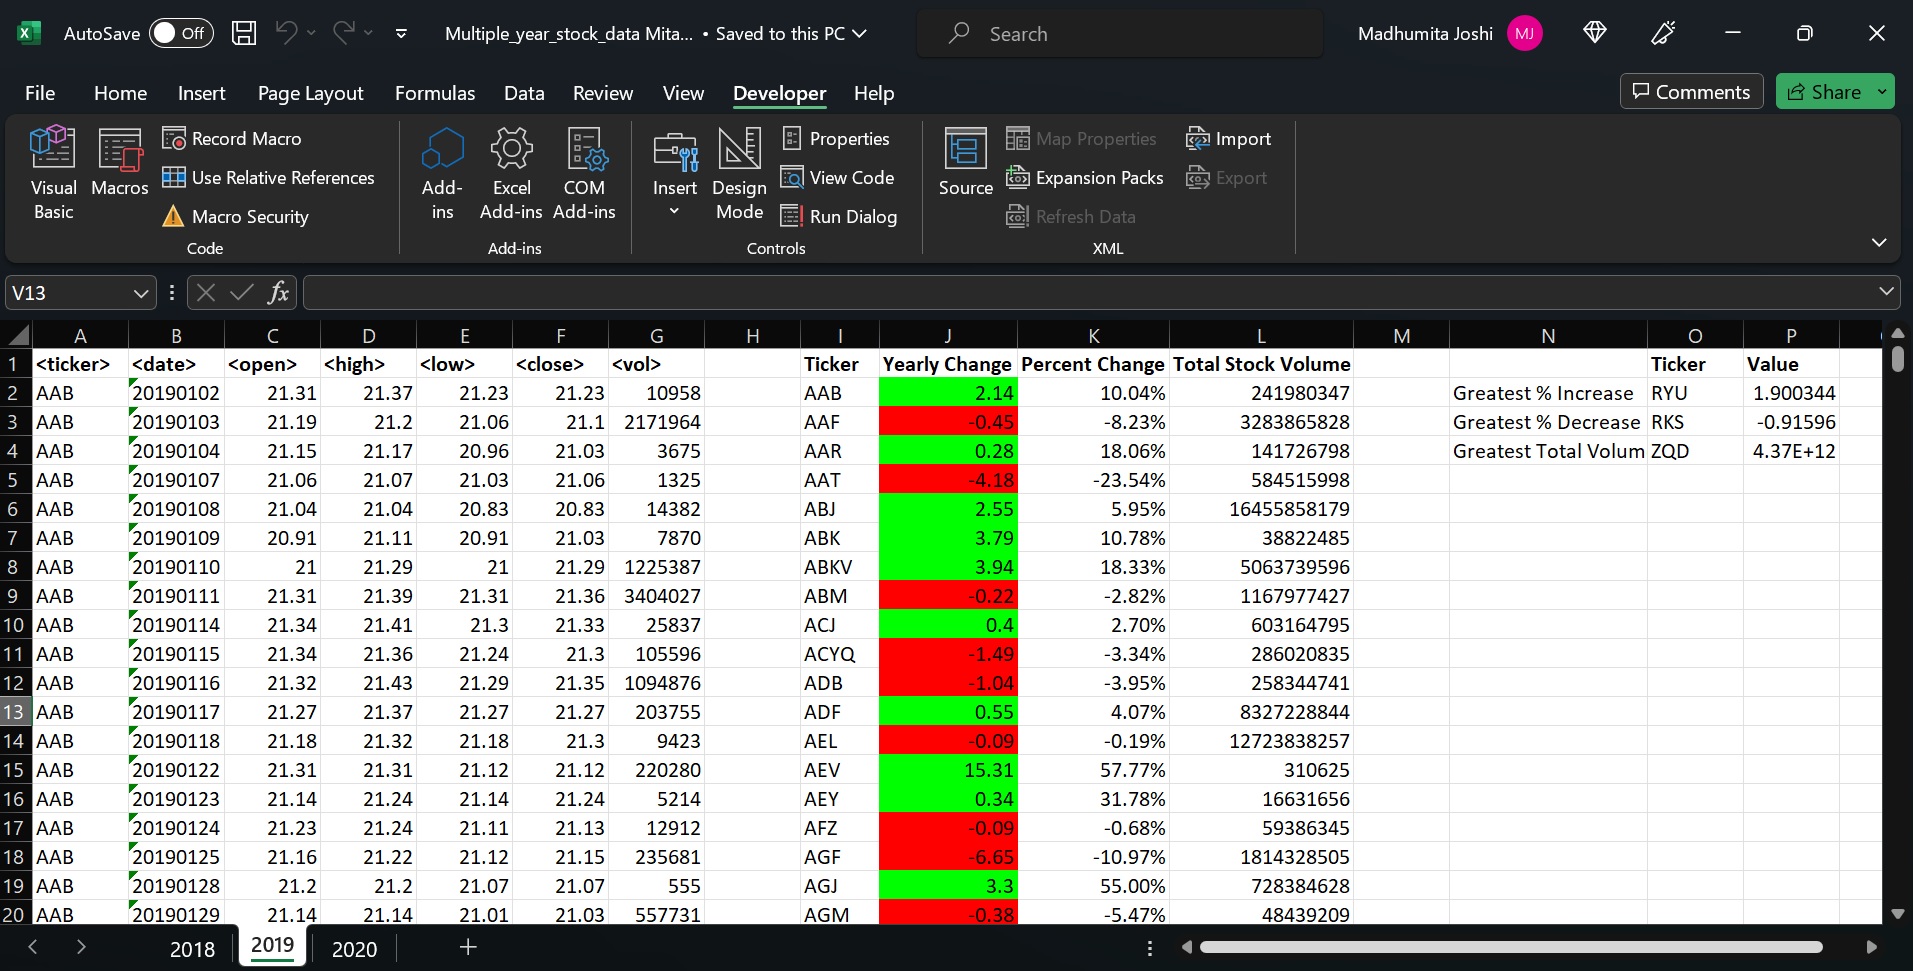 AutoSave Off Multiple_year_stock_data Mita... • Saved to this PC Search Madhumita Joshi MJ
File Home Insert Page Layout Formulas Data Review View Developer Help Comments Share
Visual Basic
Macros
Record Macro
Use Relative References
Macro Security
Code
Add-ins
Excel Add-ins
COM Add-ins
Add-ins
Insert
Design Mode
Properties
View Code
Run Dialog
Controls
Source
Map Properties
Expansion Packs
Refresh Data
Import
Export
XML
V13 fx
A B C D E F G H I J K L M N O P
1 <ticker> <date> <open> <high> <low> <close> <vol> Ticker Yearly Change Percent Change Total Stock Volume Ticker Value
2 AAB 20190102 21.31 21.37 21.23 21.23 10958 AAB 2.14 10.04% 241980347 Greatest % Increase RYU 1.900344
3 AAB 20190103 21.19 21.2 21.06 21.1 2171964 AAF -0.45 -8.23% 3283865828 Greatest % Decrease RKS -0.91596
4 AAB 20190104 21.15 21.17 20.96 21.03 3675 AAR 0.28 18.06% 141726798 Greatest Total Volum ZQD 4.37E+12
5 AAB 20190107 21.06 21.07 21.03 21.06 1325 AAT -4.18 -23.54% 584515998
6 AAB 20190108 21.04 21.04 20.83 20.83 14382 ABJ 2.55 5.95% 16455858179
7 AAB 20190109 20.91 21.11 20.91 21.03 7870 ABK 3.79 10.78% 38822485
8 AAB 20190110 21 21.29 21 21.29 1225387 ABKV 3.94 18.33% 5063739596
9 AAB 20190111 21.31 21.39 21.31 21.36 3404027 ABM -0.22 -2.82% 1167977427
10 AAB 20190114 21.34 21.41 21.3 21.33 25837 ACJ 0.4 2.70% 603164795
11 AAB 20190115 21.34 21.36 21.24 21.3 105596 ACYQ -1.49 -3.34% 286020835
12 AAB 20190116 21.32 21.43 21.29 21.35 1094876 ADB -1.04 -3.95% 258344741
13 AAB 20190117 21.27 21.37 21.27 21.27 203755 ADF 0.55 4.07% 8327228844
14 AAB 20190118 21.18 21.32 21.18 21.3 9423 AEL -0.09 -0.19% 12723838257
15 AAB 20190122 21.31 21.31 21.12 21.12 220280 AEV 15.31 57.77% 310625
16 AAB 20190123 21.14 21.24 21.14 21.24 5214 AEY 0.34 31.78% 16631656
17 AAB 20190124 21.23 21.24 21.11 21.13 12912 AFZ -0.09 -0.68% 59386345
18 AAB 20190125 21.16 21.22 21.12 21.15 235681 AGF -6.65 -10.97% 1814328505
19 AAB 20190128 21.2 21.2 21.07 21.07 555 AGJ 3.3 55.00% 728384628
20 AAB 20190129 21.14 21.14 21.01 21.03 557731 AGM -0.38 -5.47% 48439209
2018 2019 2020